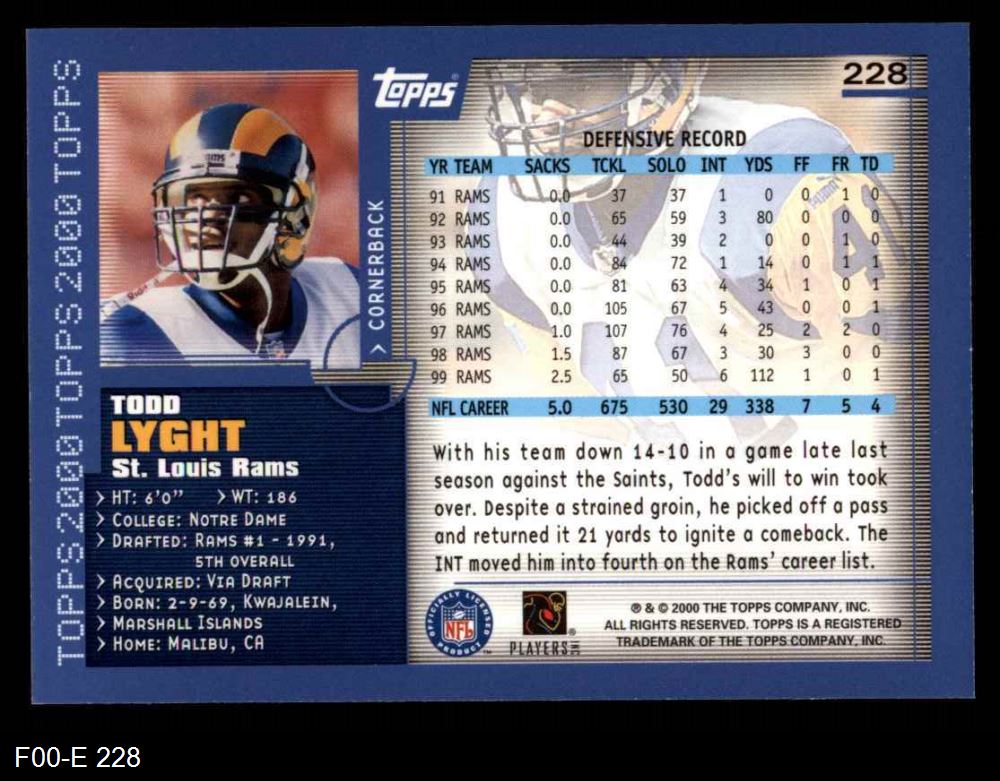 TOPPS 2000 TOPPS 2000 TOPPS
TOPPS
228
CORNERBACK
DEFENSIVE RECORD
YR TEAM SACKS TCKL SOLO INT YDS FF FR TD
91 RAMS 0.0 37 37 1 0 0 1 0
92 RAMS 0.0 65 59 3 80 0 0 0
93 RAMS 0.0 44 39 2 0 0 1 0
94 RAMS 0.0 84 72 1 14 0 1 1
95 RAMS 0.0 81 63 4 34 1 0 1
96 RAMS 0.0 105 67 5 43 0 0 1
97 RAMS 1.0 107 76 4 25 2 2 0
98 RAMS 1.5 87 67 3 30 3 0 0
99 RAMS 2.5 65 50 6 112 1 0 1
NFL CAREER 5.0 675 530 29 338 7 5 4
TODD
LYGHT
St. Louis Rams
> HT: 6'0" > WT: 186
> COLLEGE: NOTRE DAME
> DRAFTED: RAMS #1 - 1991,
5TH OVERALL
> ACQUIRED: VIA DRAFT
> BORN: 2-9-69, KWAJALEIN,
> MARSHALL ISLANDS
> HOME: MALIBU, CA
With his team down 14-10 in a game late last
season against the Saints, Todd's will to win took
over. Despite a strained groin, he picked off a pass
and returned it 21 yards to ignite a comeback. The
INT moved him into fourth on the Rams' career list.
OFFICIALLY LICENSED
NFL
PRODUCT
™
PLAYERS INC
®
® & © 2000 THE TOPPS COMPANY, INC.
ALL RIGHTS RESERVED. TOPPS IS A REGISTERED
TRADEMARK OF THE TOPPS COMPANY, INC.
F00-E 228